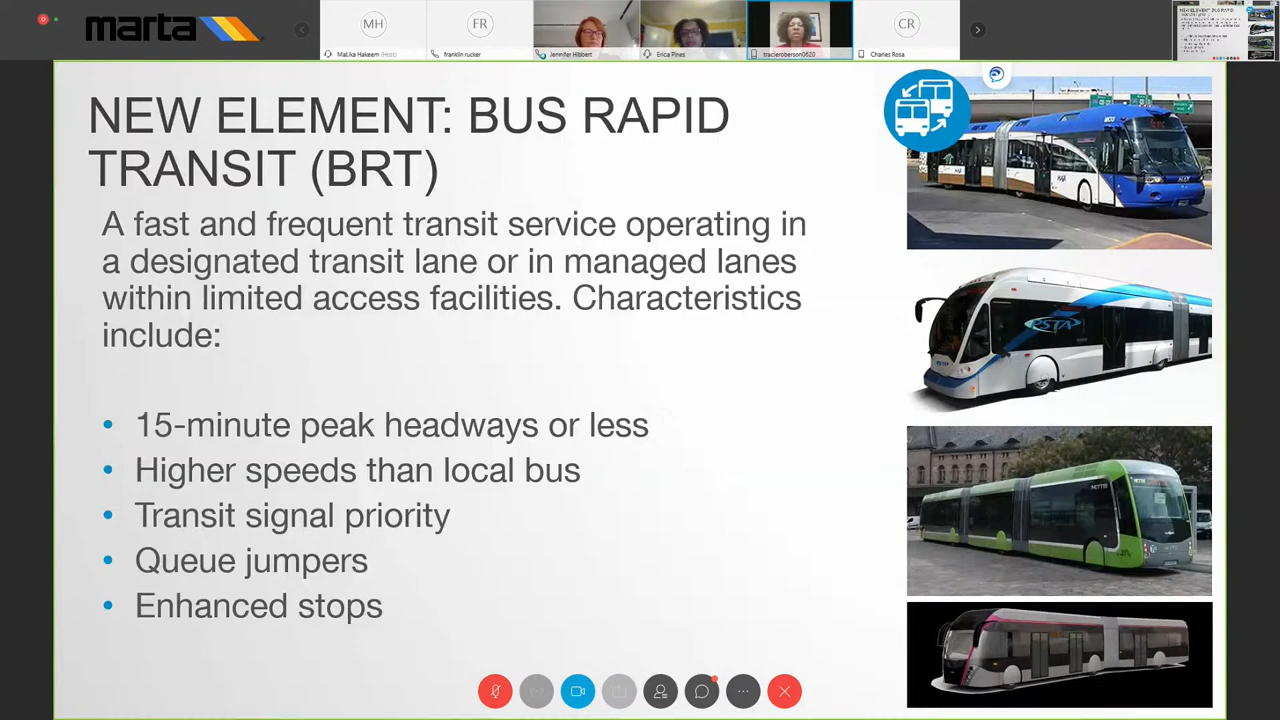 marta
MH
FR
CR
Malika Hakeem (Host)
franklin rucker
Jennifer Hibbert
Erica Pines
tracieroberson0620
Charles Rosa
NEW ELEMENT: BUS RAPID
TRANSIT (BRT)
A fast and frequent transit service operating in
a designated transit lane or in managed lanes
within limited access facilities. Characteristics
include:
• 15-minute peak headways or less
• Higher speeds than local bus
• Transit signal priority
• Queue jumpers
• Enhanced stops
PSTA
METTIS